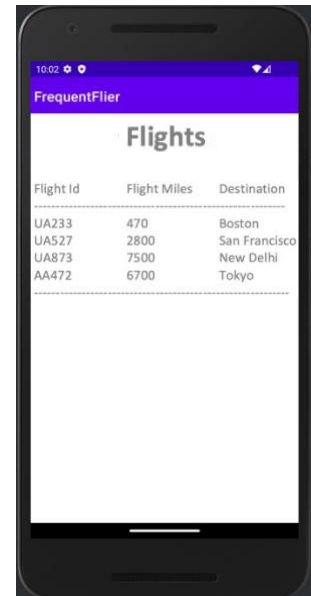 10:02
FrequentFlier
Flights
Flight Id Flight Miles Destination
------------------------------------------------------------
UA233 470 Boston
UA527 2800 San Francisco
UA873 7500 New Delhi
AA472 6700 Tokyo
------------------------------------------------------------